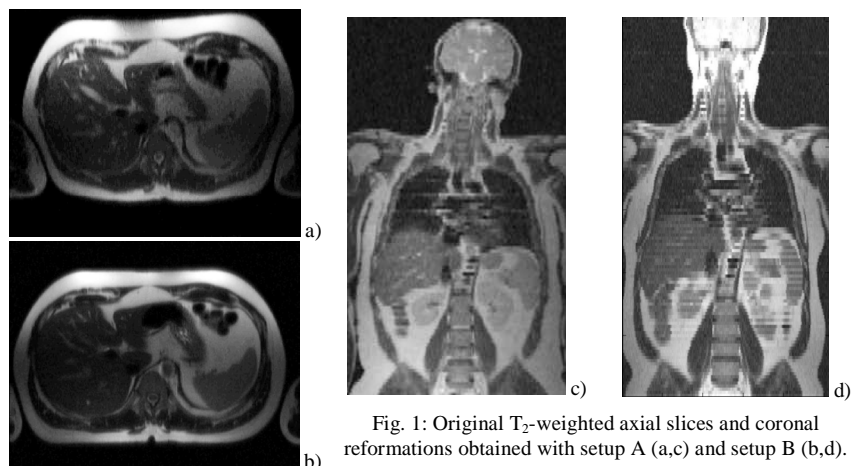 a)
b)
c)
d)
Fig. 1: Original T2-weighted axial slices and coronal
reformations obtained with setup A (a,c) and setup B (b,d).